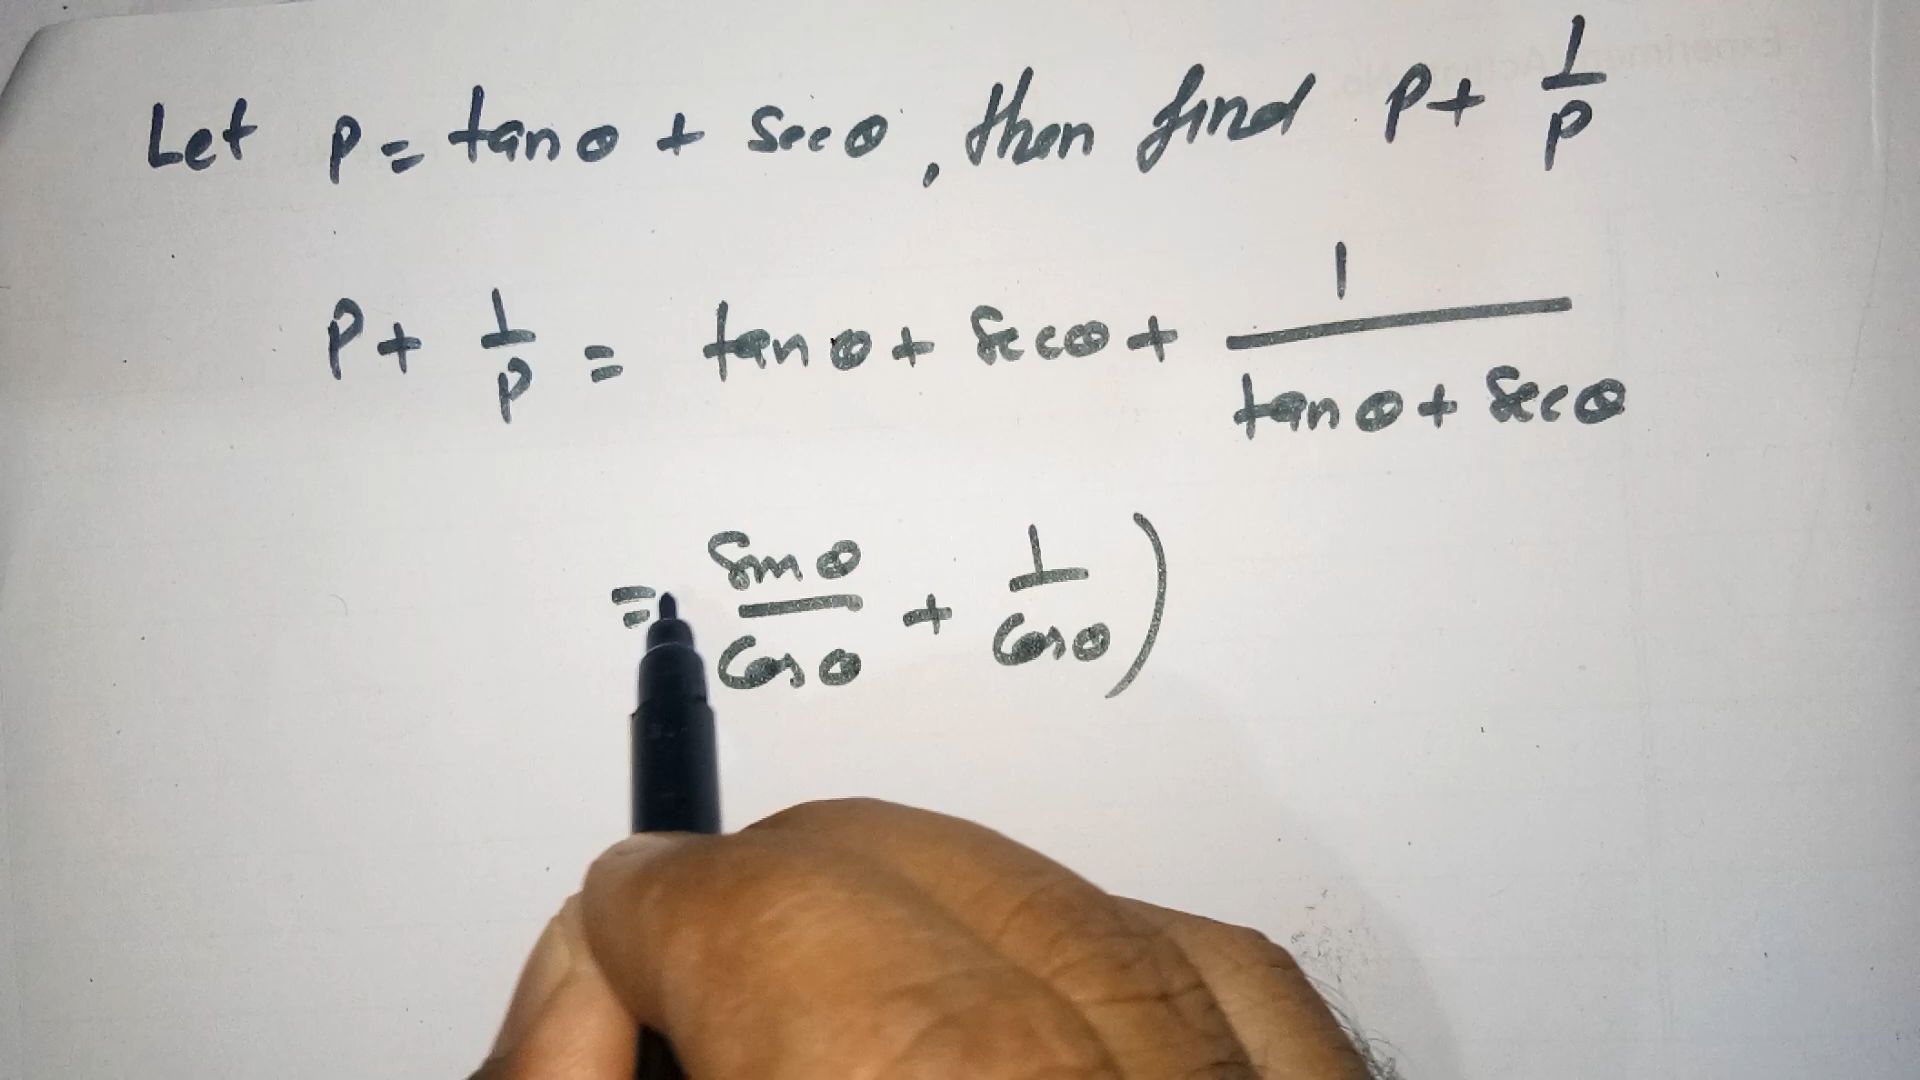 Let P = tanθ + secθ, then find P + 1/P
P + 1/P = tanθ + secθ + 1/(tanθ + secθ)
= sinθ/cosθ + 1/cosθ)